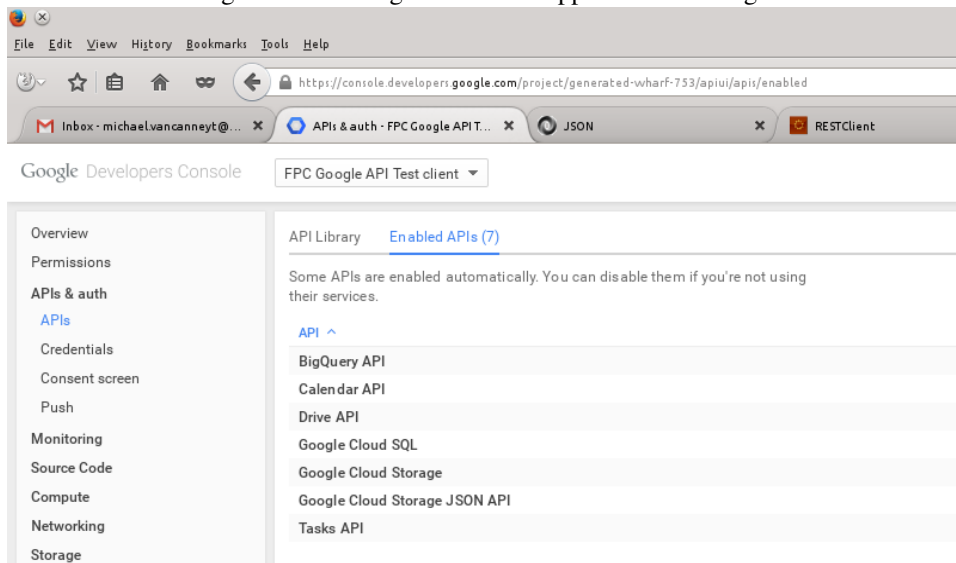 File Edit View History Bookmarks Tools Help
https://console.developers.google.com/project/generated-wharf-753/apiui/apis/enabled
Inbox - michael.vancanneyt@... APIs & auth - FPC Google API T... JSON RESTClient
Google Developers Console FPC Google API Test client
Overview
Permissions
APIs & auth
APIs
Credentials
Consent screen
Push
Monitoring
Source Code
Compute
Networking
Storage
API Library Enabled APIs (7)
Some APIs are enabled automatically. You can disable them if you're not using
their services.
API
BigQuery API
Calendar API
Drive API
Google Cloud SQL
Google Cloud Storage
Google Cloud Storage JSON API
Tasks API